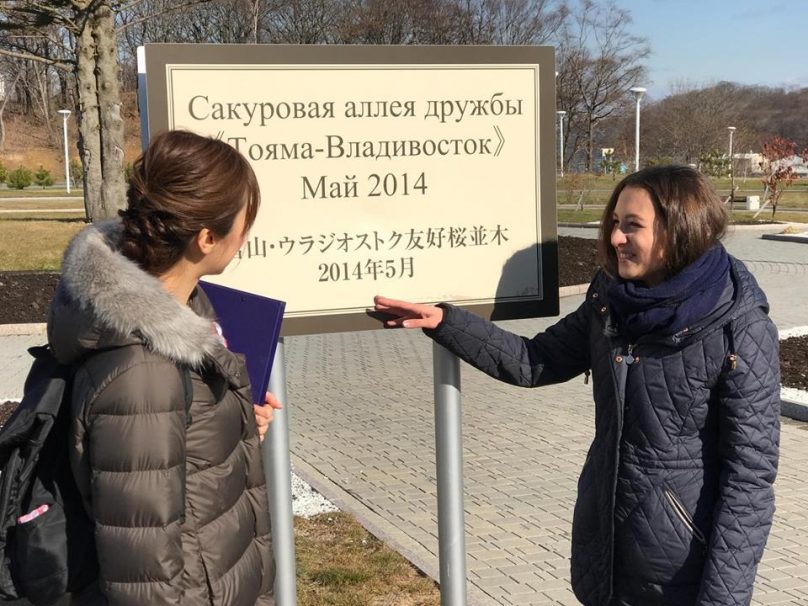 Сакуровая аллея дружбы
《Тояма-Владивосток》
Май 2014
山・ウラジオストク友好桜並木
2014年5月